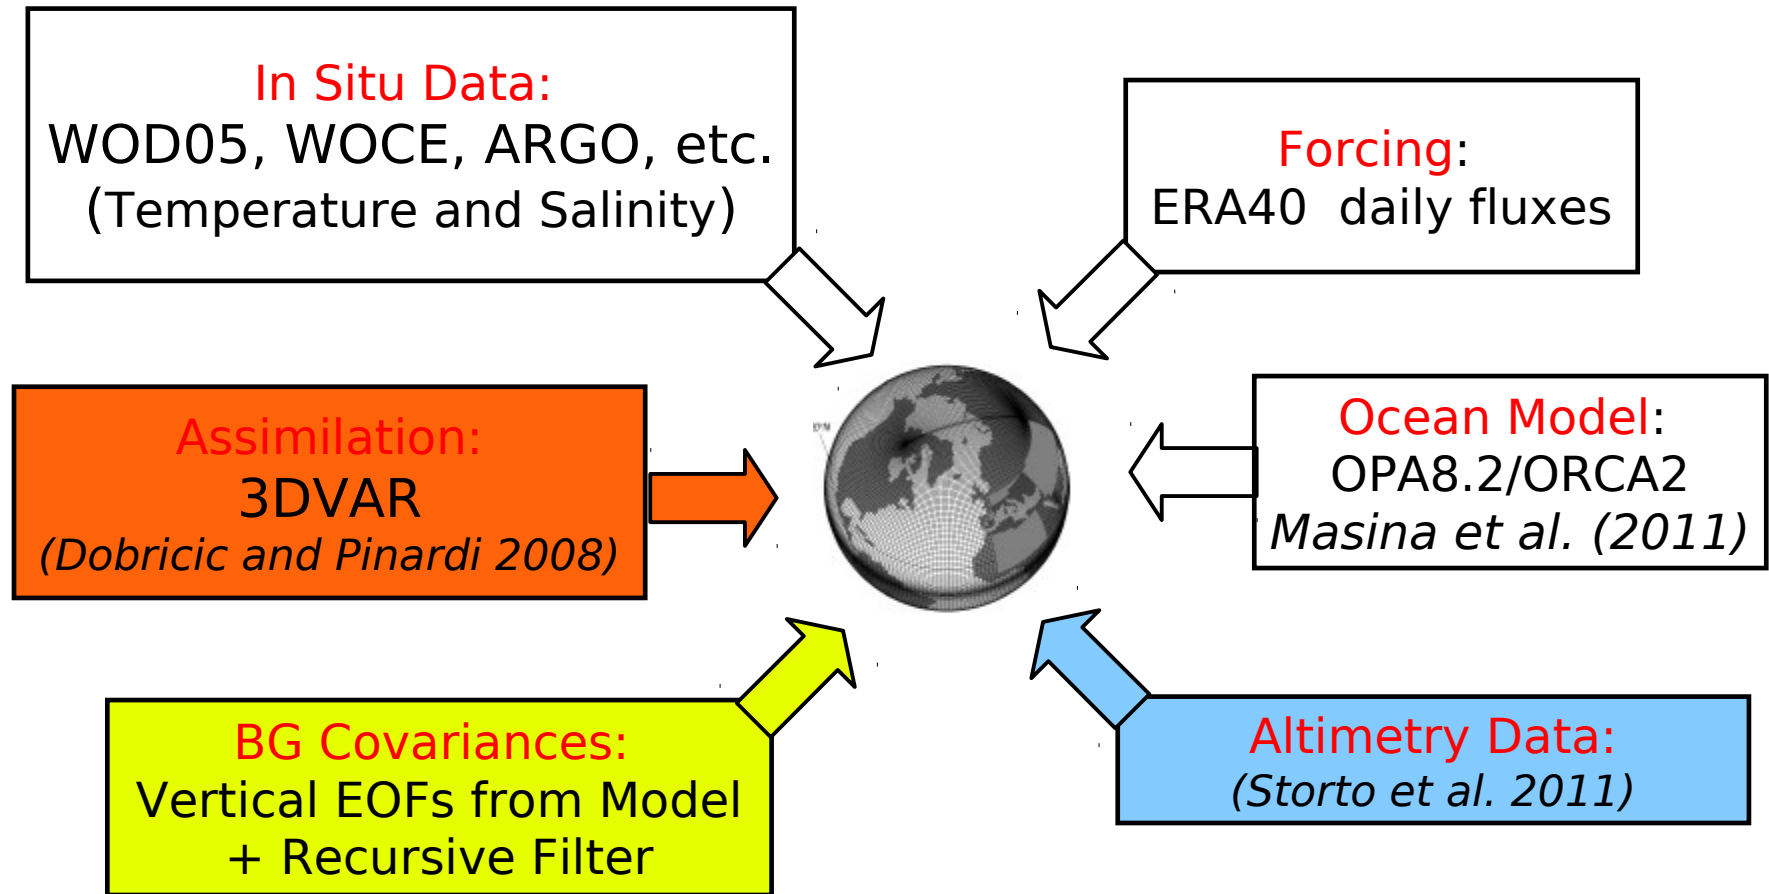 In Situ Data:
WOD05, WOCE, ARGO, etc.
(Temperature and Salinity)
Forcing:
ERA40  daily fluxes
Assimilation:
3DVAR
(Dobricic and Pinardi 2008)
Ocean Model:
OPA8.2/ORCA2
Masina et al. (2011)
BG Covariances:
Vertical EOFs from Model
+ Recursive Filter
Altimetry Data:
(Storto et al. 2011)